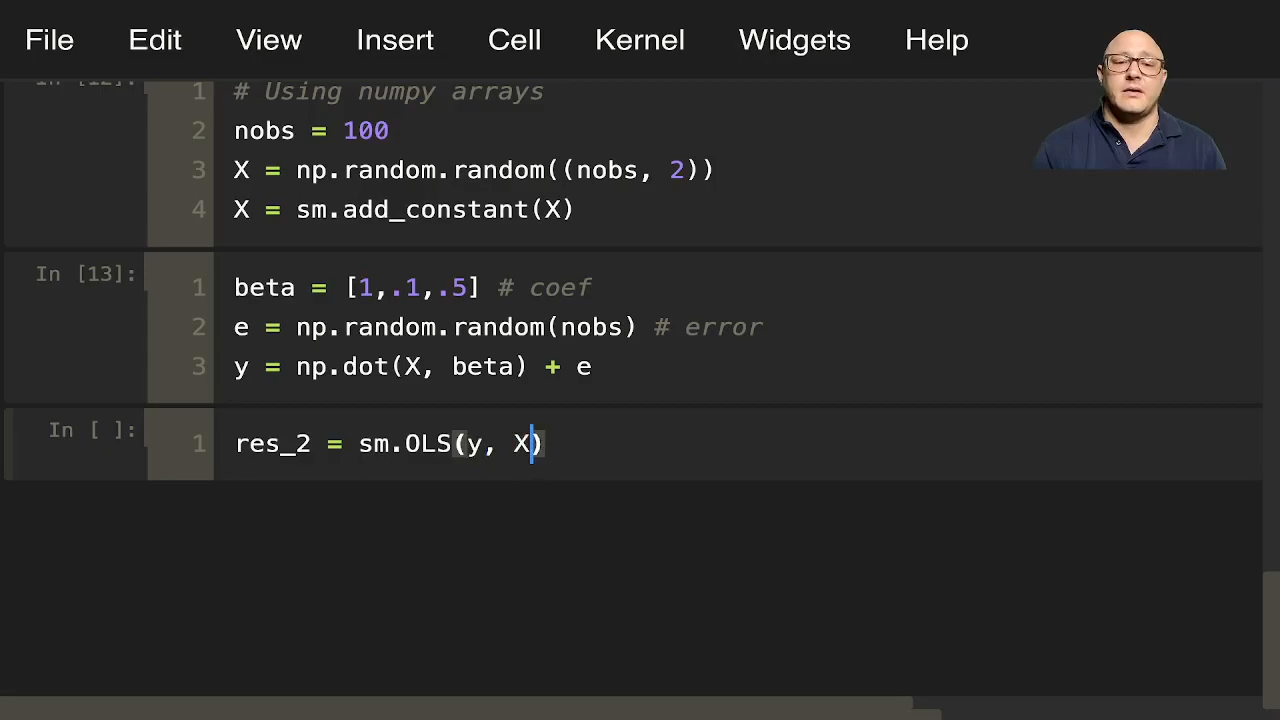 File Edit View Insert Cell Kernel Widgets Help
In [12]:
1 # Using numpy arrays
2 nobs = 100
3 X = np.random.random((nobs, 2))
4 X = sm.add_constant(X)
In [13]:
1 beta = [1,.1,.5] # coef
2 e = np.random.random(nobs) # error
3 y = np.dot(X, beta) + e
In [ ]:
1 res_2 = sm.OLS(y, X)